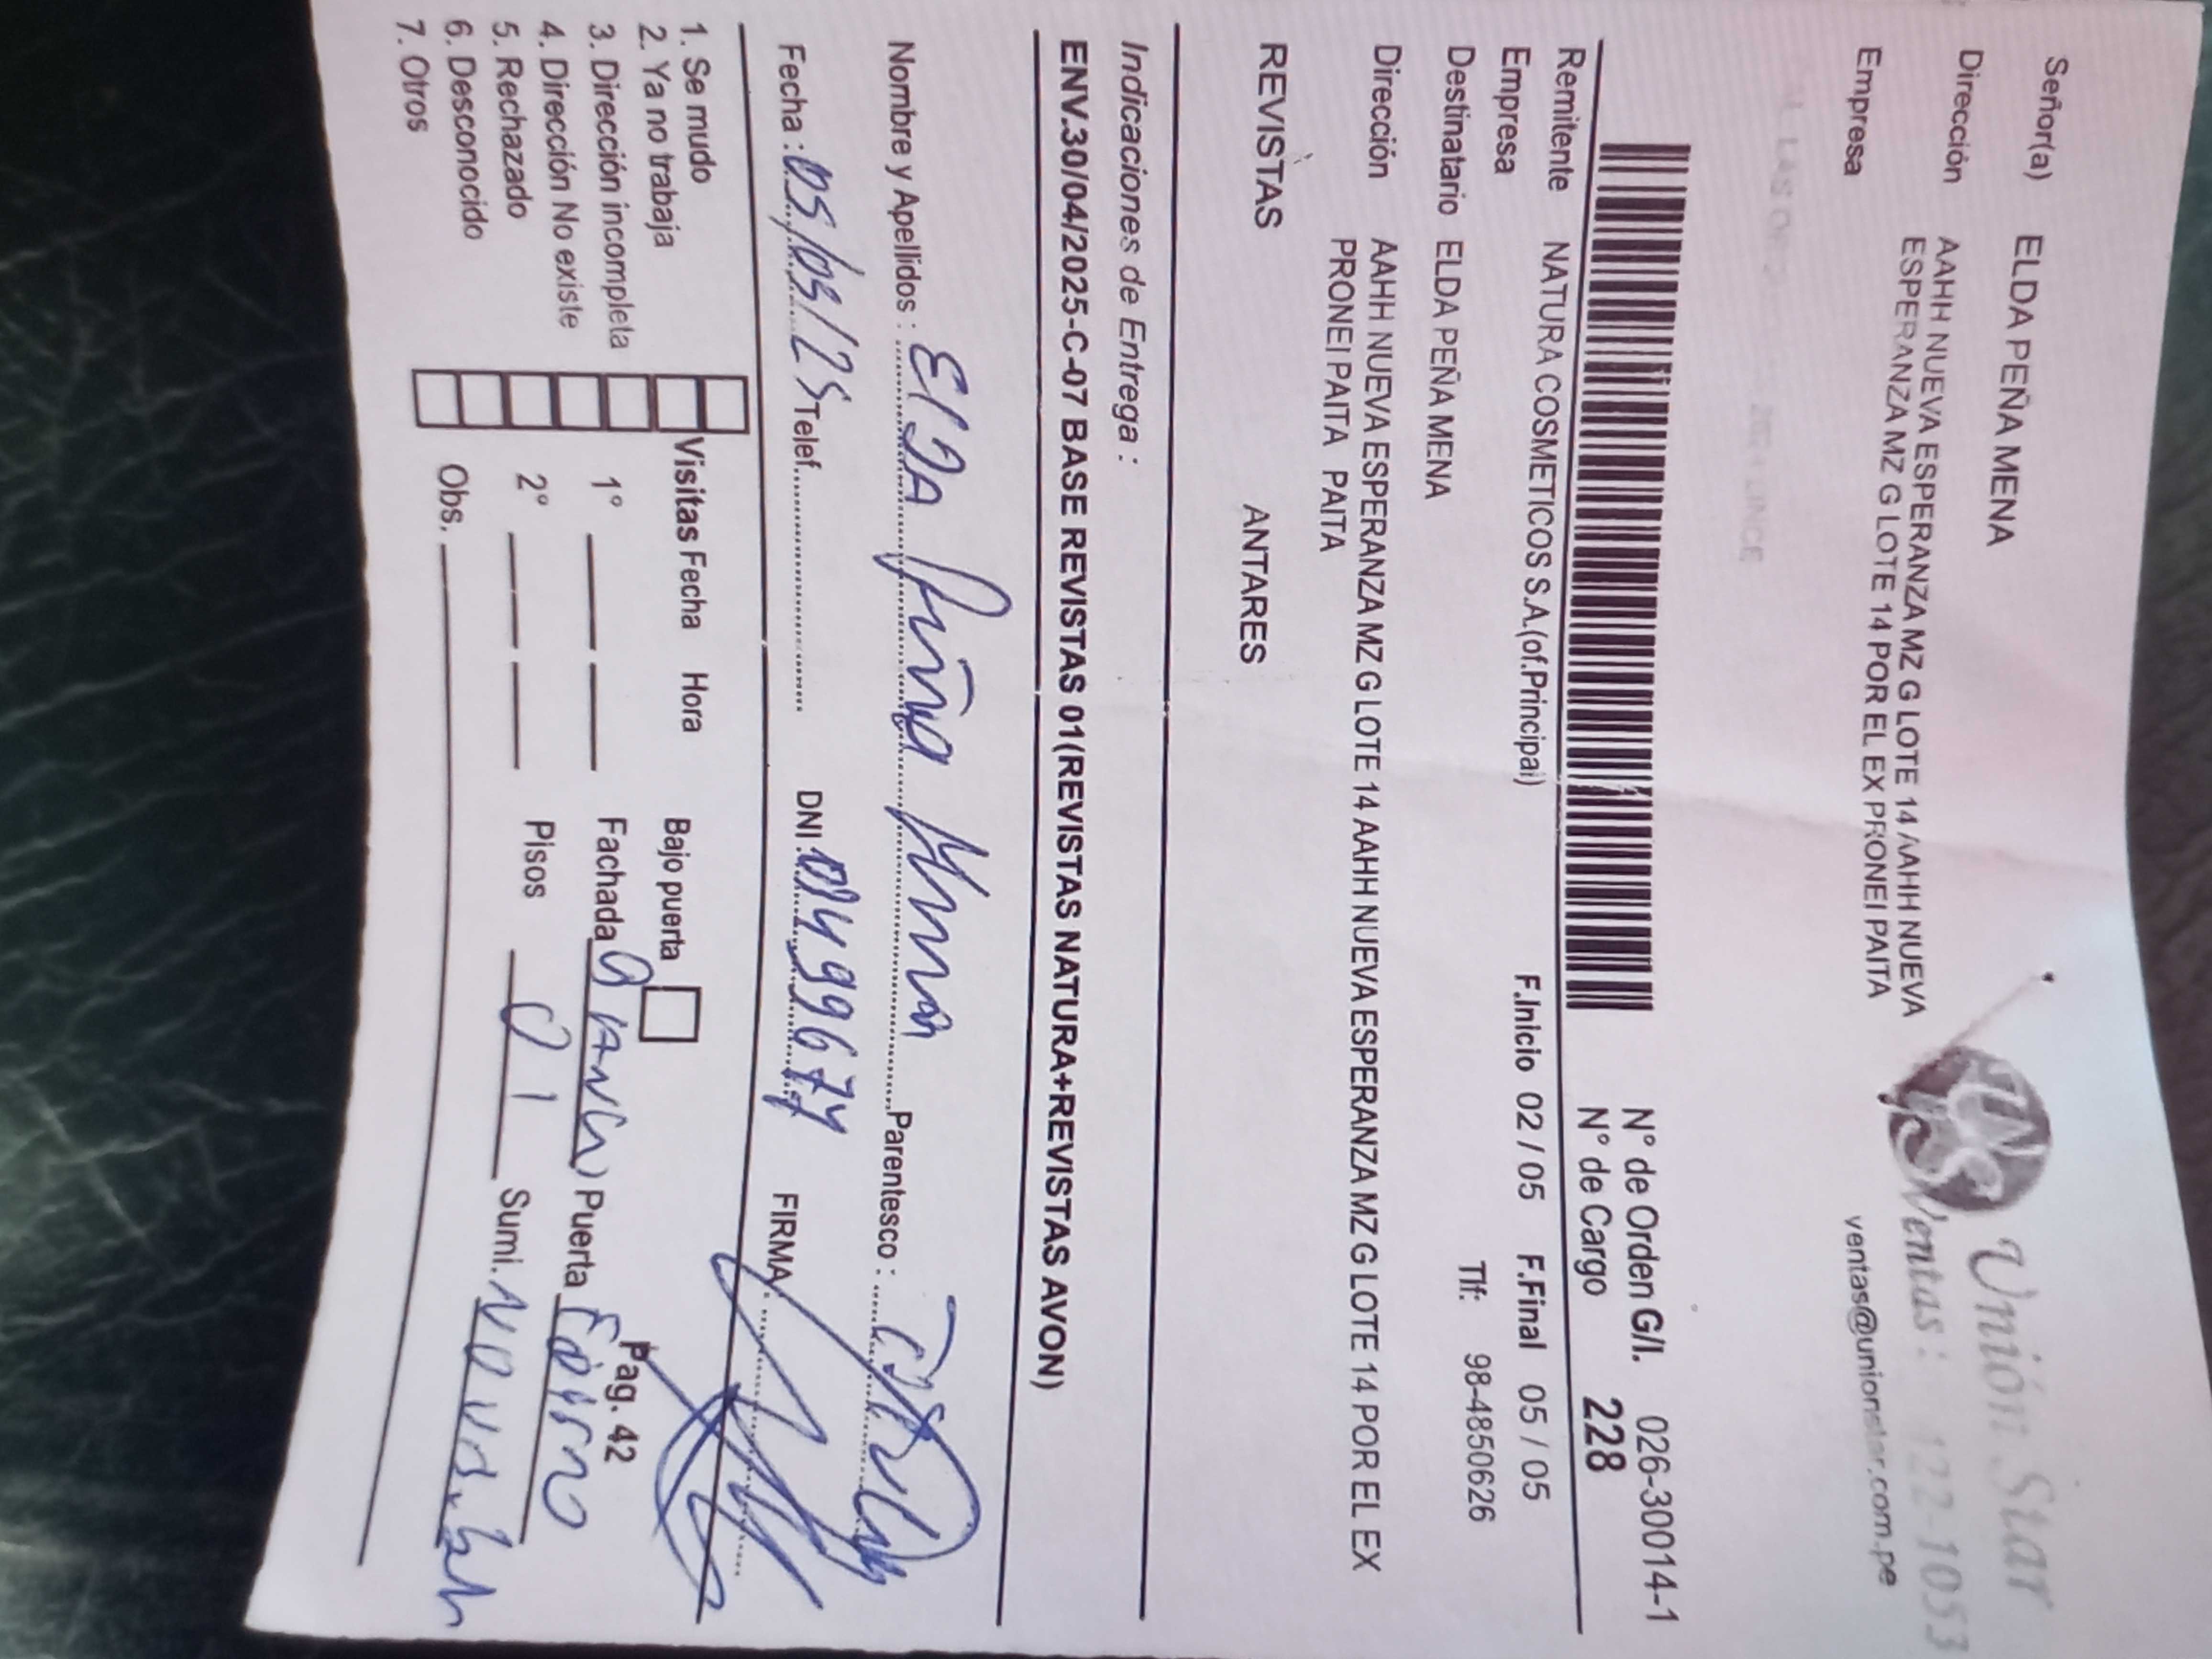 Unión Star
Ventas: 422-1053
ventas@unionstar.com.pe
Señor(a) ELDA PEÑA MENA
Dirección AAHH NUEVA ESPERANZA MZ G LOTE 14 AAHH NUEVA
ESPERANZA MZ G LOTE 14 POR EL EX PRONEI PAITA
Empresa
LINCE
N° de Orden G/I. 026-30014-1
N° de Cargo 228
Remitente NATURA COSMETICOS S.A.(of.Principal) F.Inicio 02 / 05 F.Final 05 / 05
Empresa
Destinatario ELDA PEÑA MENA Tlf: 98-4850626
Dirección AAHH NUEVA ESPERANZA MZ G LOTE 14 AAHH NUEVA ESPERANZA MZ G LOTE 14 POR EL EX
PRONEI PAITA PAITA
REVISTAS ANTARES
Indicaciones de Entrega :
ENV.30/04/2025-C-07 BASE REVISTAS 01(REVISTAS NATURA+REVISTAS AVON)
Nombre y Apellidos : Elda Peña Mena Parentesco :
Fecha : 05/05/25 Telef. DNI: FIRMA:
1. Se mudo
2. Ya no trabaja
3. Dirección incompleta
4. Dirección No existe
5. Rechazado
6. Desconocido
7. Otros
Visitas Fecha Hora Bajo puerta Pag. 42
1° Fachada Puerta
2° Pisos 01 Sumi.
Obs.